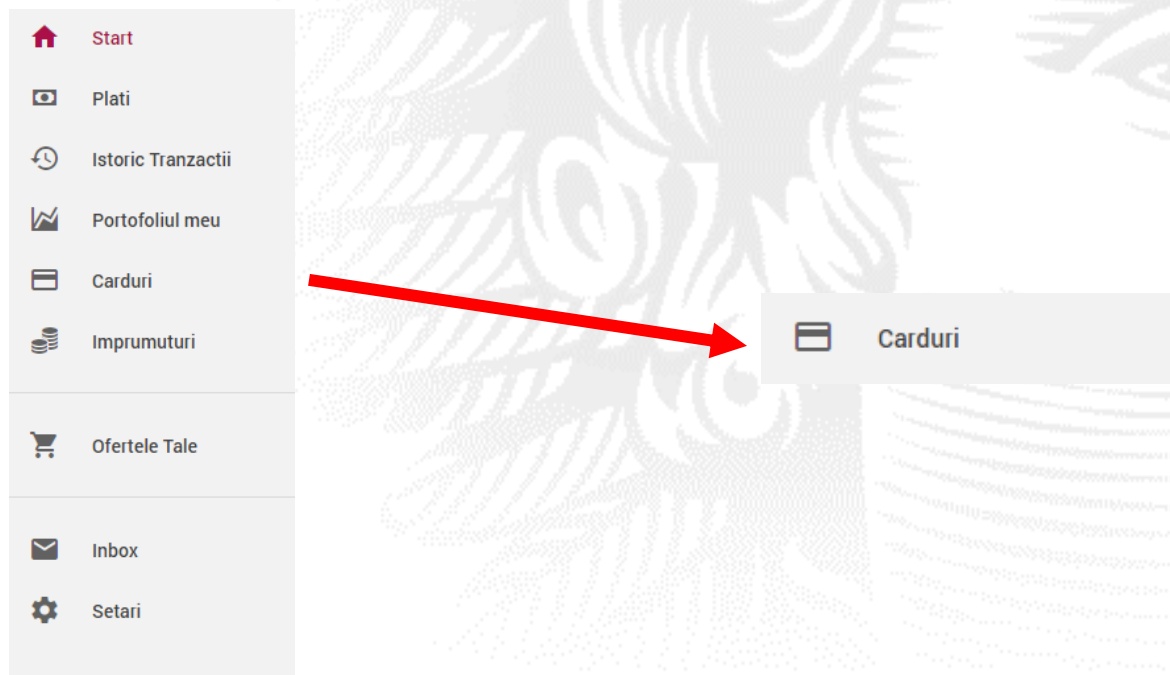 Start
Plati
Istoric Tranzactii
Portofoliul meu
Carduri
Imprumuturi
Ofertele Tale
Inbox
Setari
Carduri